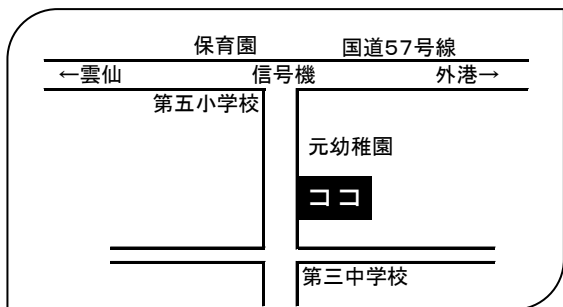 保育園 国道57号線
←雲仙 信号機 外港→
第五小学校
元幼稚園
ココ
第三中学校